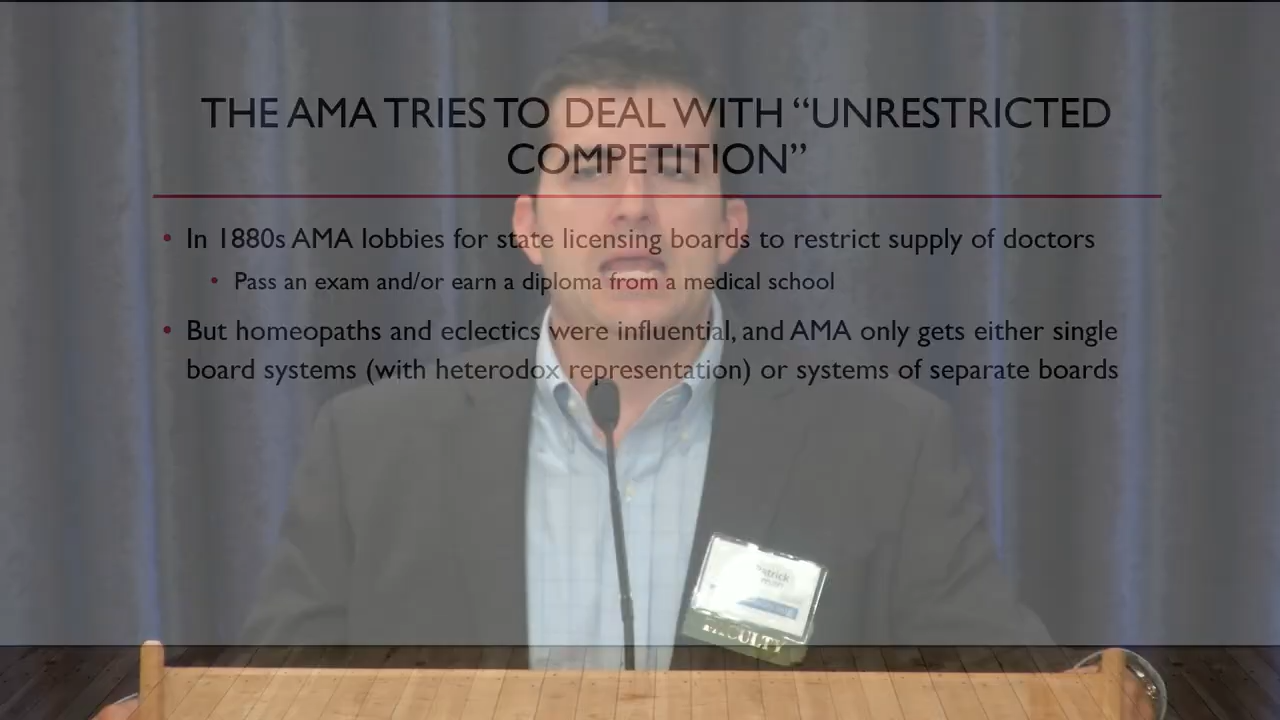 THE AMA TRIES TO DEAL WITH “UNRESTRICTED
COMPETITION”
• In 1880s AMA lobbies for state licensing boards to restrict supply of doctors
• Pass an exam and/or earn a diploma from a medical school
• But homeopaths and eclectics were influential, and AMA only gets either single
board systems (with heterodox representation) or systems of separate boards
Patrick
FACULTY